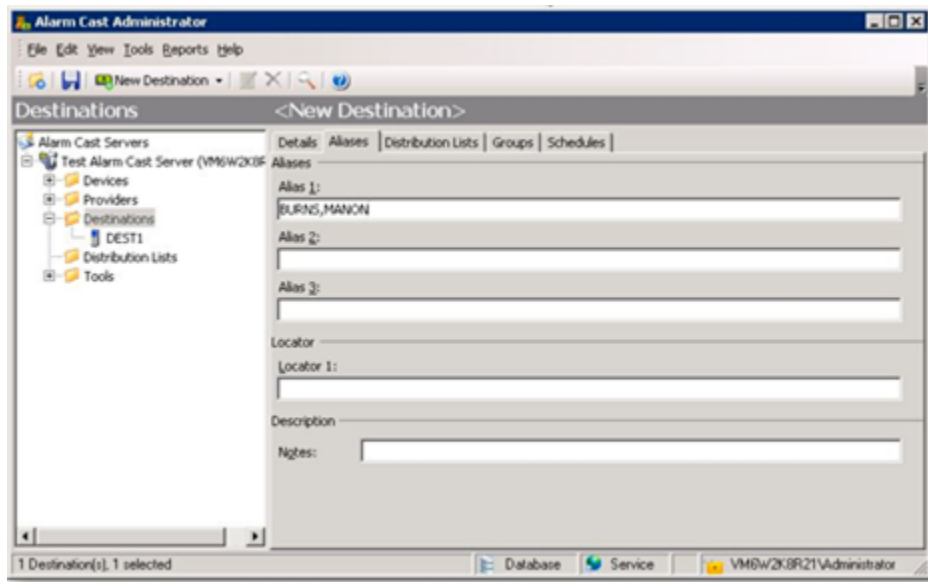 Alarm Cast Administrator
File Edit View Tools Reports Help
New Destination
Destinations
<New Destination>
Alarm Cast Servers
Test Alarm Cast Server (VM6W2K8R
Devices
Providers
Destinations
DEST1
Distribution Lists
Tools
Details Aliases Distribution Lists Groups Schedules
Aliases
Alias 1:
BURNS,MANON
Alias 2:
Alias 3:
Locator
Locator 1:
Description
Notes:
1 Destination(s), 1 selected
Database
Service
VM6W2K8R21\Administrator